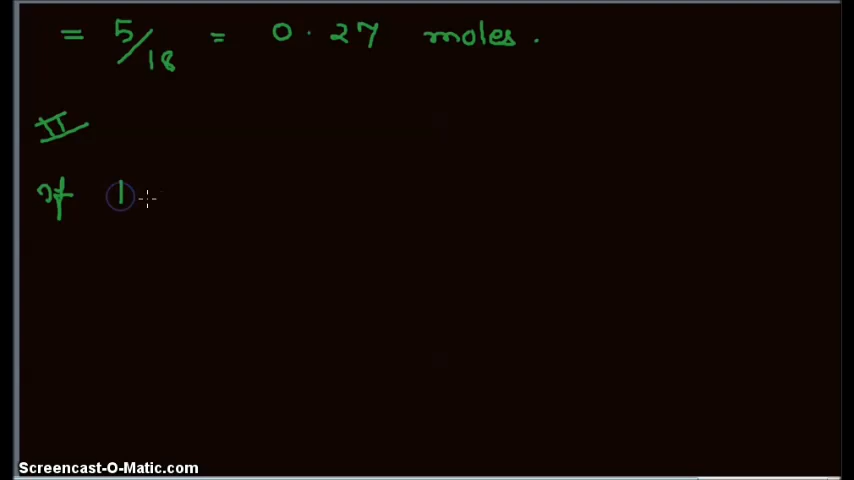 = 5/18 = 0.27 moles.
II
If 1
Screencast-O-Matic.com